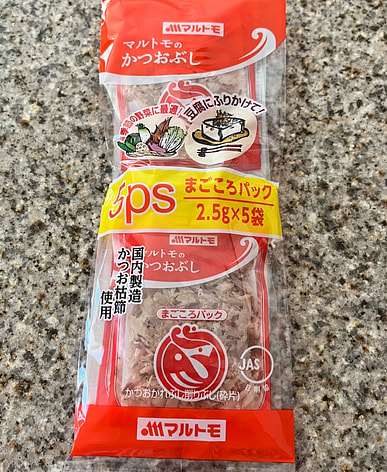 マルトモ
マルトモの
かつおぶし
季節の野菜に最適!
豆腐にふりかけて!
5ps
まごころパック
2.5g×5袋
マルトモ
マルトモの
かつおぶし
国内製造
かつお枯節
使用
まごころパック
JAS
かつおかれぶし削りぶし(砕片)
マルトモ